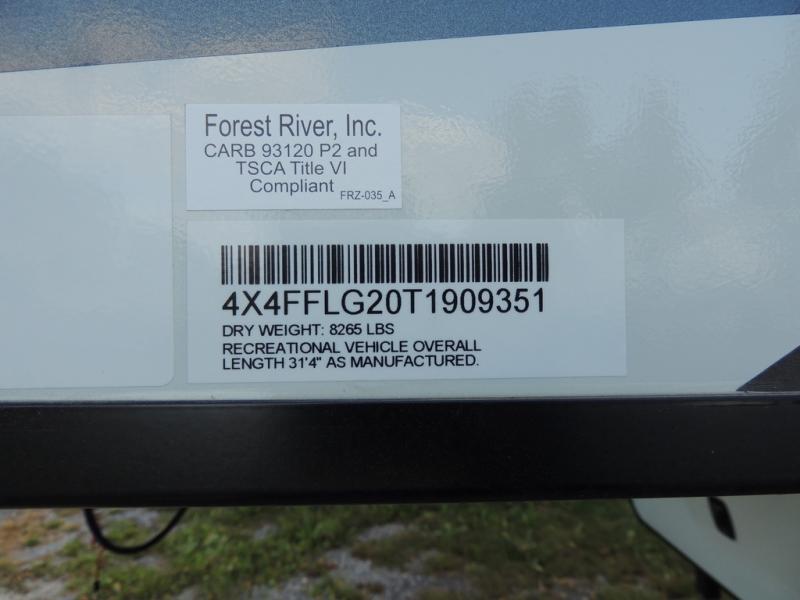 Forest River, Inc.
CARB 93120 P2 and
TSCA Title VI
Compliant
FRZ-035_A
4X4FFLG20T1909351
DRY WEIGHT: 8265 LBS
RECREATIONAL VEHICLE OVERALL
LENGTH 31'4" AS MANUFACTURED.